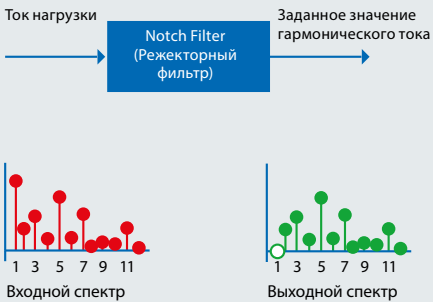 Ток нагрузки
Notch Filter
(Режекторный
фильтр)
Заданное значение
гармонического тока
1 3 5 7 9 11
Входной спектр
1 3 5 7 9 11
Выходной спектр